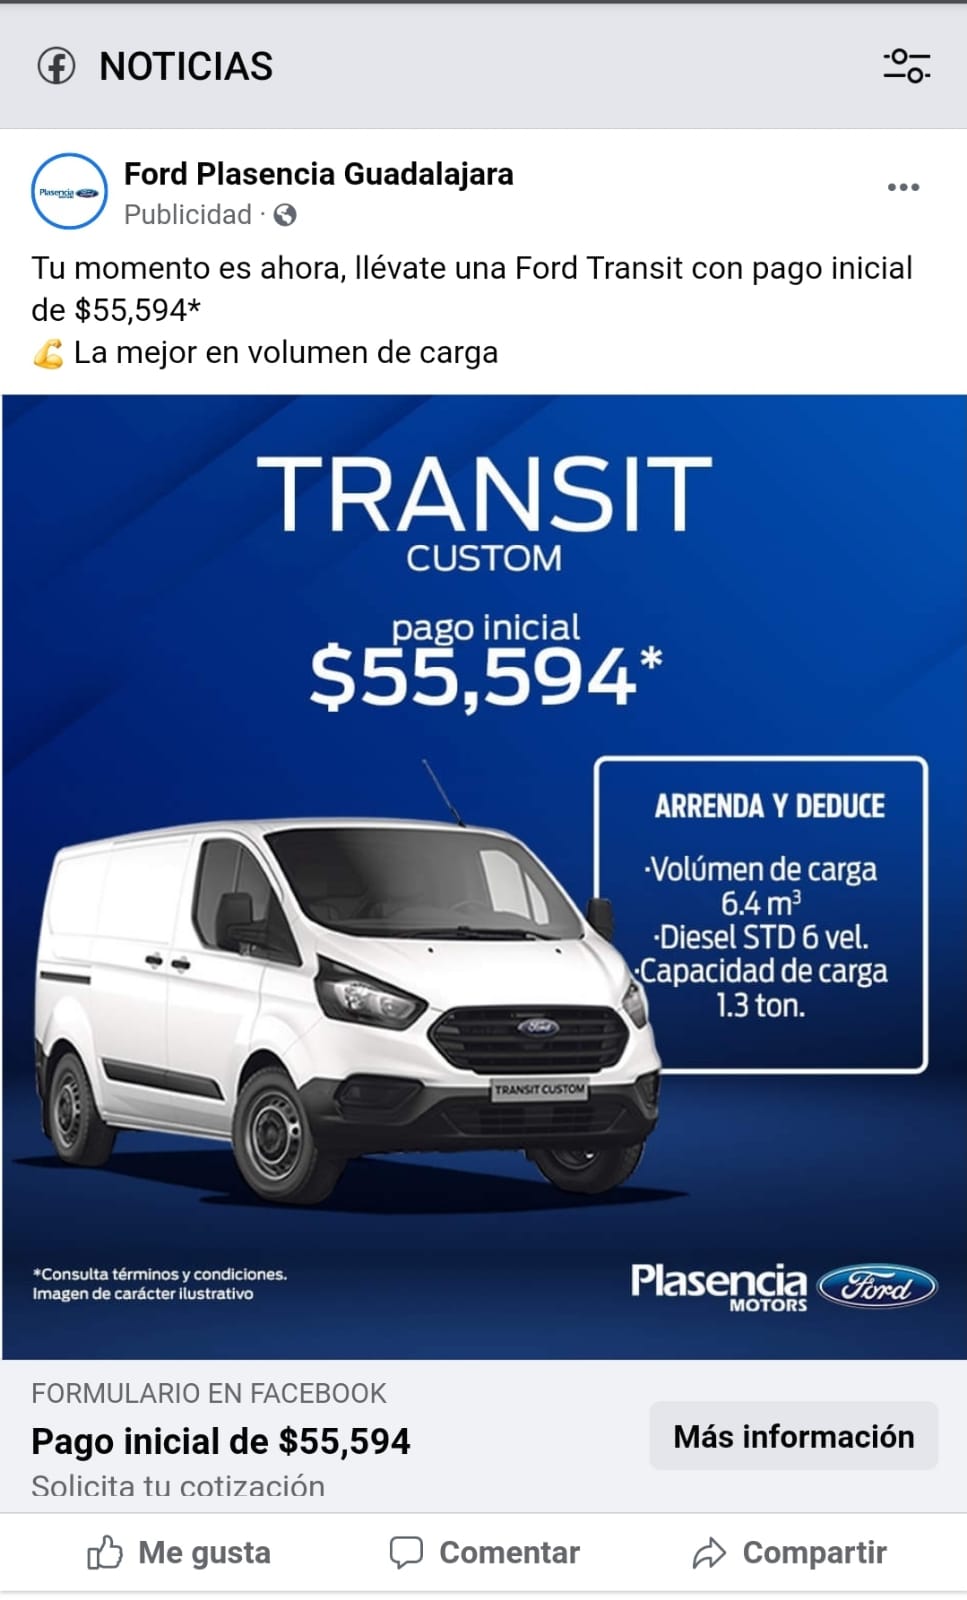 NOTICIAS
Ford Plasencia Guadalajara
Publicidad ·
Tu momento es ahora, llévate una Ford Transit con pago inicial
de $55,594*
💪 La mejor en volumen de carga
TRANSIT
CUSTOM
pago inicial
$55,594*
ARRENDA Y DEDUCE
·Volúmen de carga
6.4 m³
·Diesel STD 6 vel.
·Capacidad de carga
1.3 ton.
Ford
TRANSIT CUSTOM
*Consulta términos y condiciones.
Imagen de carácter ilustrativo
Plasencia
MOTORS
Ford
FORMULARIO EN FACEBOOK
Pago inicial de $55,594
Solicita tu cotización
Más información
Me gusta
Comentar
Compartir